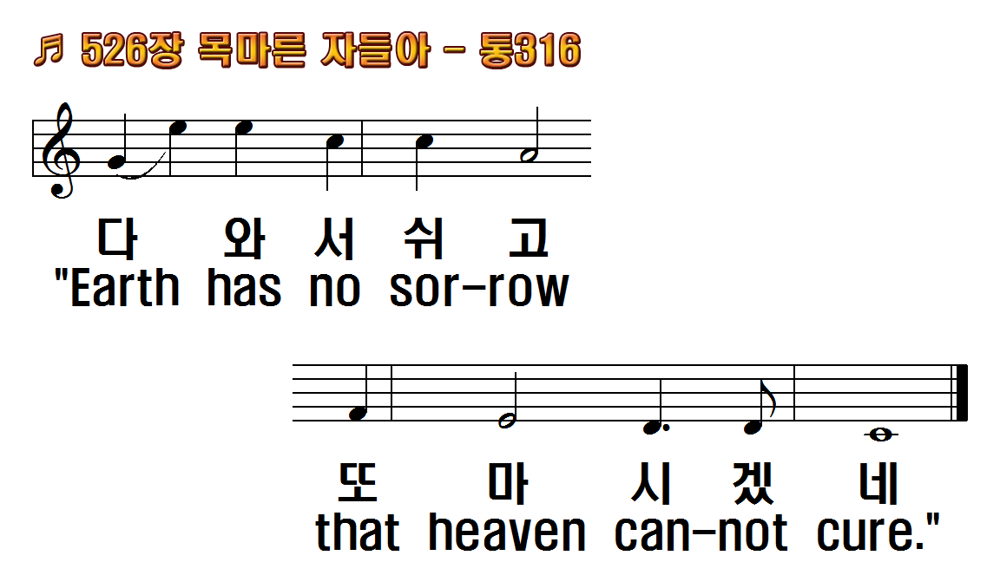 ♬ 526장 목마른 자들아 - 통316
다 와 서 쉬 고
"Earth has no sor-row
또 마 시 겠 네
that heaven can-not cure."